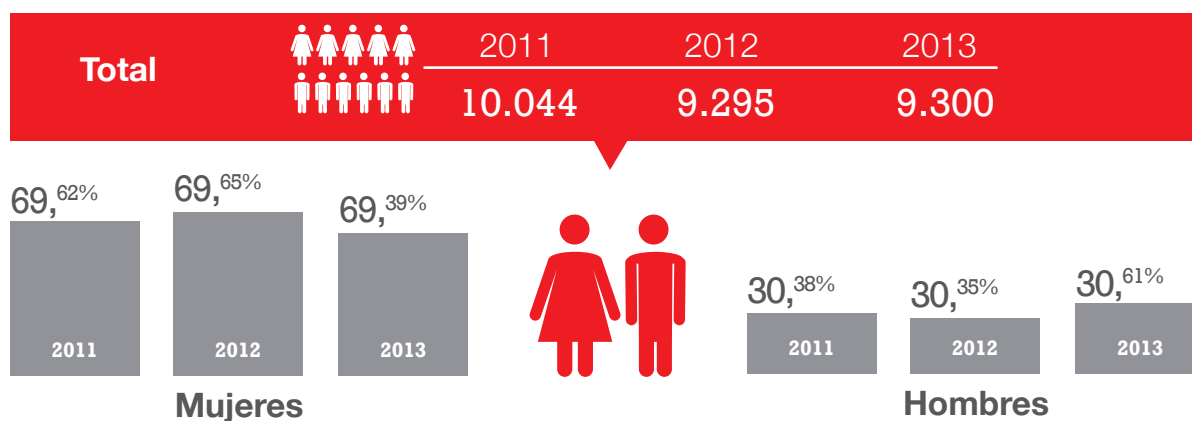 Total
2011 2012 2013
10.044 9.295 9.300
69,62% 69,65% 69,39%
2011 2012 2013
Mujeres
30,38% 30,35% 30,61%
2011 2012 2013
Hombres